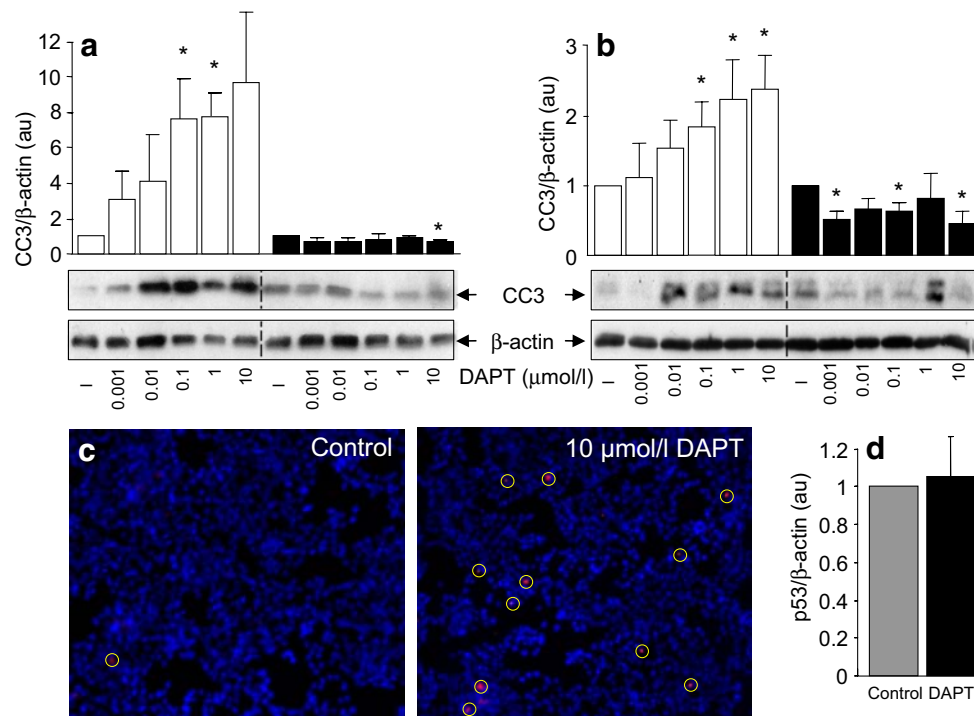 a
CC3/β-actin (au)
12
10
8
6
4
2
0
* * *
b
CC3/β-actin (au)
3
2
1
0
* * * * * *
CC3
β-actin
– 0.001 0.01 0.1 1 10 – 0.001 0.01 0.1 1 10
DAPT (μmol/l)
– 0.001 0.01 0.1 1 10 – 0.001 0.01 0.1 1 10
c
Control
10 μmol/l DAPT
d
p53/β-actin (au)
1.2
1
0.8
0.6
0.4
0.2
0
Control DAPT